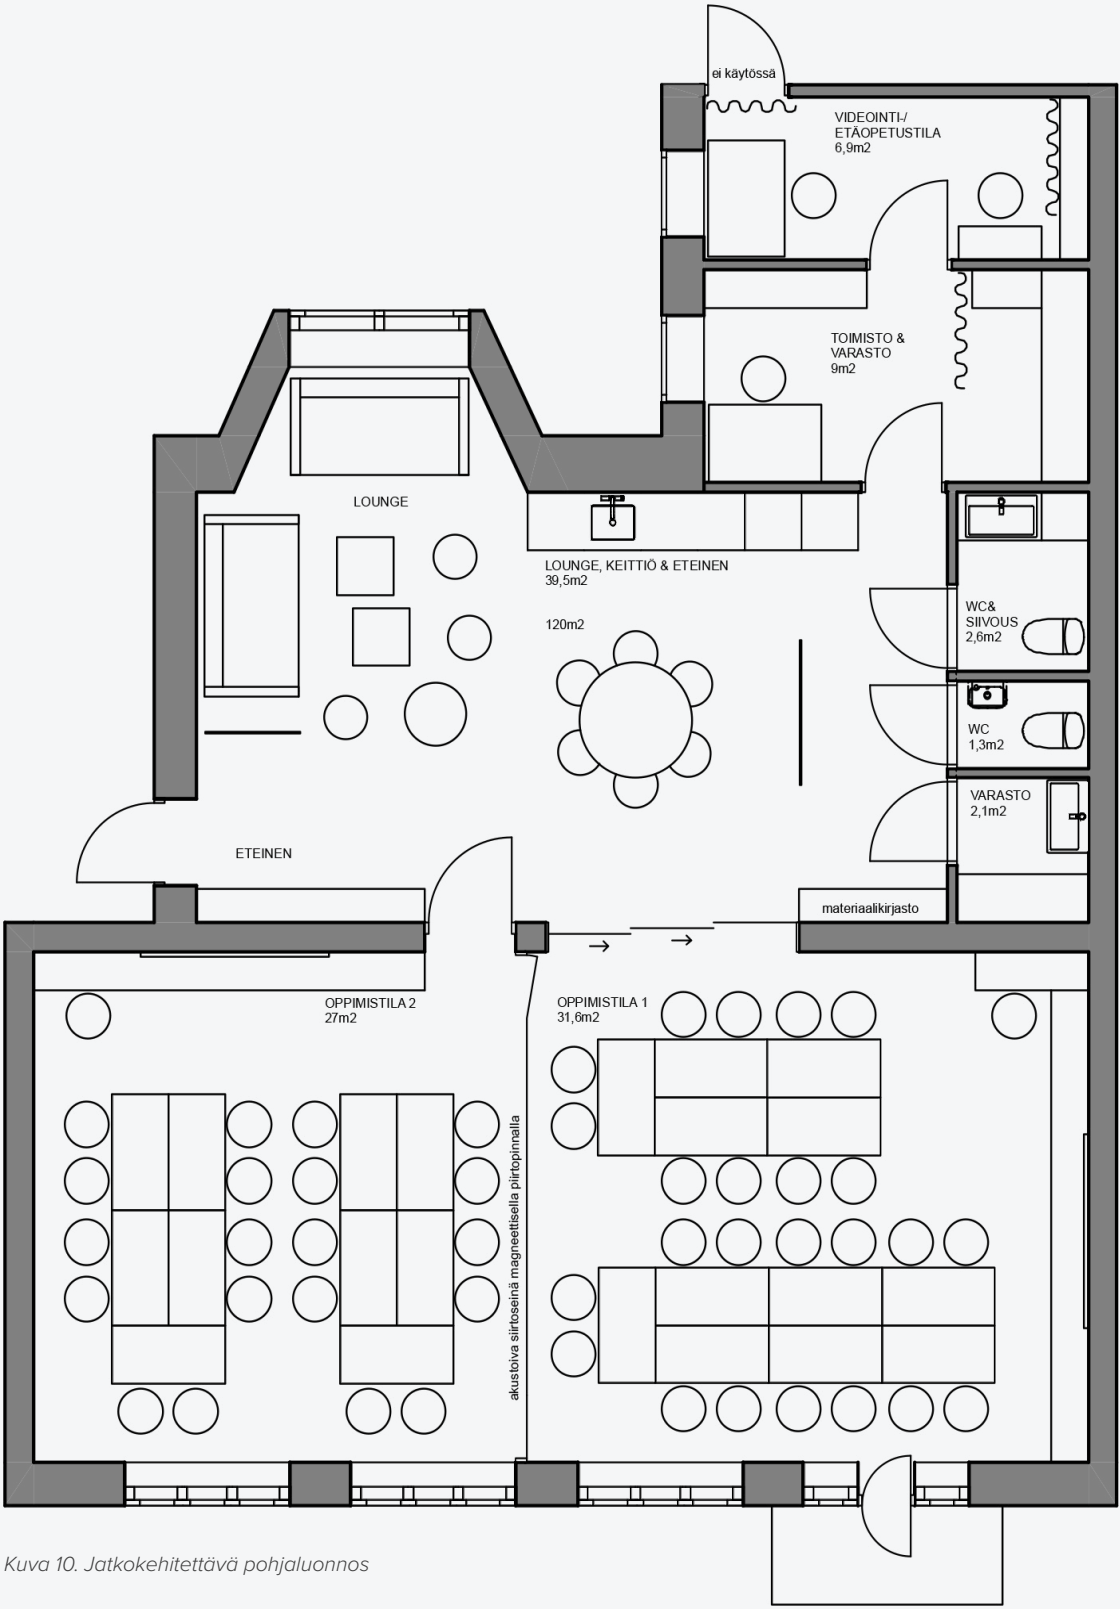 ei käytössä
VIDEOINTI-/
ETÄOPETUSTILA
6,9m2
TOIMISTO &
VARASTO
9m2
LOUNGE
LOUNGE, KEITTIÖ & ETEINEN
39,5m2
120m2
WC&
SIIVOUS
2,6m2
WC
1,3m2
VARASTO
2,1m2
ETEINEN
materiaalikirjasto
OPPIMISTILA 2
27m2
OPPIMISTILA 1
31,6m2
akustoiva siirtoseinä magneettisella piirtopinnalla
Kuva 10. Jatkokehitettävä pohjaluonnos